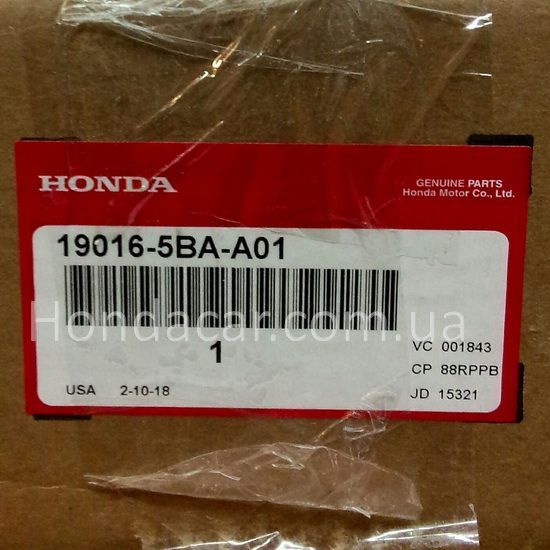 HONDA
GENUINE PARTS
Honda Motor Co., Ltd.
19016-5BA-A01
Hondacar.com.ua
1
VC 001843
CP 88RPPB
USA 2-10-18
JD 15321